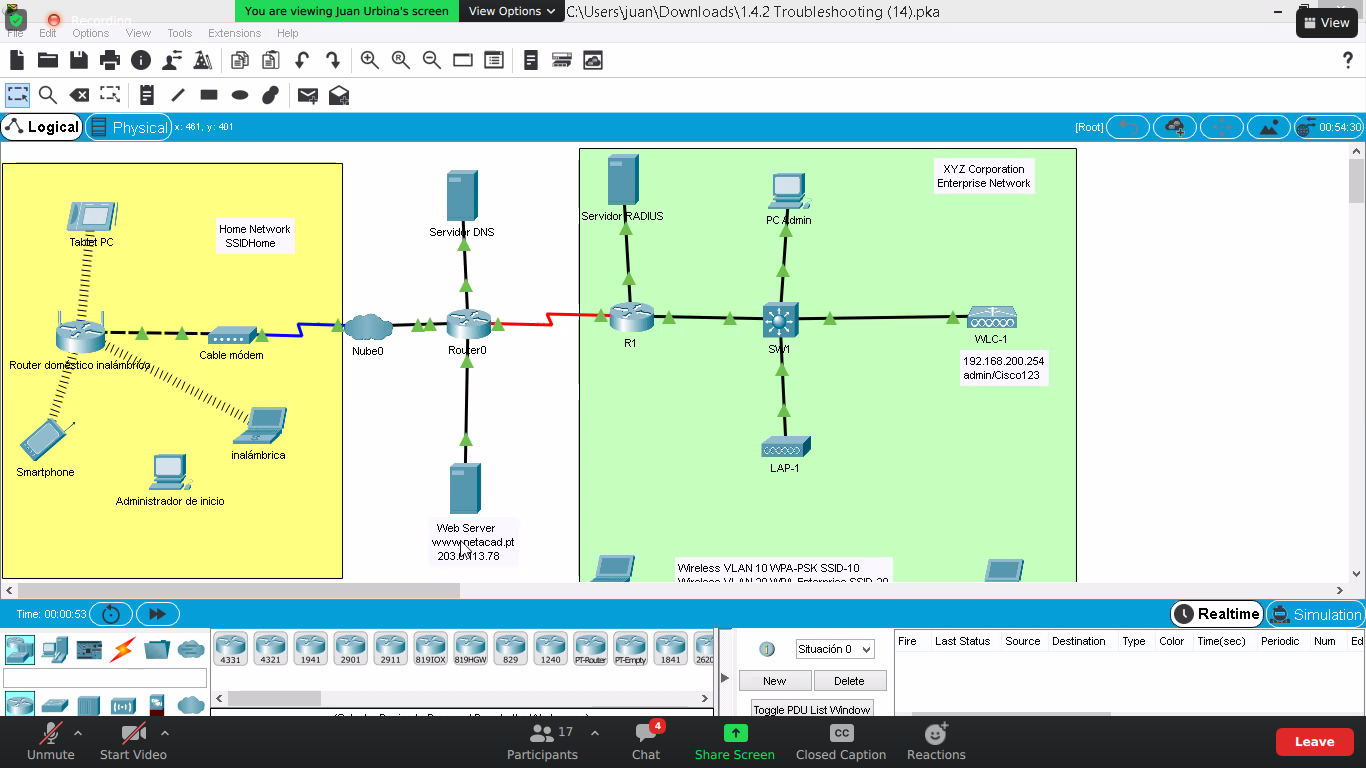 You are viewing Juan Urbina's screen
View Options
C:\Users\juan\Downloads\1.4.2 Troubleshooting (14).pka
Recording
View
File Edit Options View Tools Extensions Help
Logical
Physical
x: 461, y: 401
[Root]
00:54:30
XYZ Corporation
Enterprise Network
Servidor RADIUS
PC Admin
Tablet PC
Home Network
SSIDHome
Servidor DNS
Nube0
Router0
R1
SW1
WLC-1
Cable módem
Router doméstico inalámbrico
192.168.200.254
admin/Cisco123
inalámbrica
Smartphone
LAP-1
Administrador de inicio
Web Server
www.netacad.pt
203.0.113.78
Wireless VLAN 10 WPA-PSK SSID-10
Wireless VLAN 20 WPA-Enterprise SSID-20
Time: 00:00:53
Realtime
Simulation
4331 4321 1941 2901 2911 819IOX 819HGW 829 1240 PT-Router PT-Empty 1841 2620
Situación 0
New
Delete
Toggle PDU List Window
Fire Last Status Source Destination Type Color Time(sec) Periodic Num Ed
Unmute
Start Video
Participants
17
Chat
4
Share Screen
CC
Closed Caption
Reactions
Leave